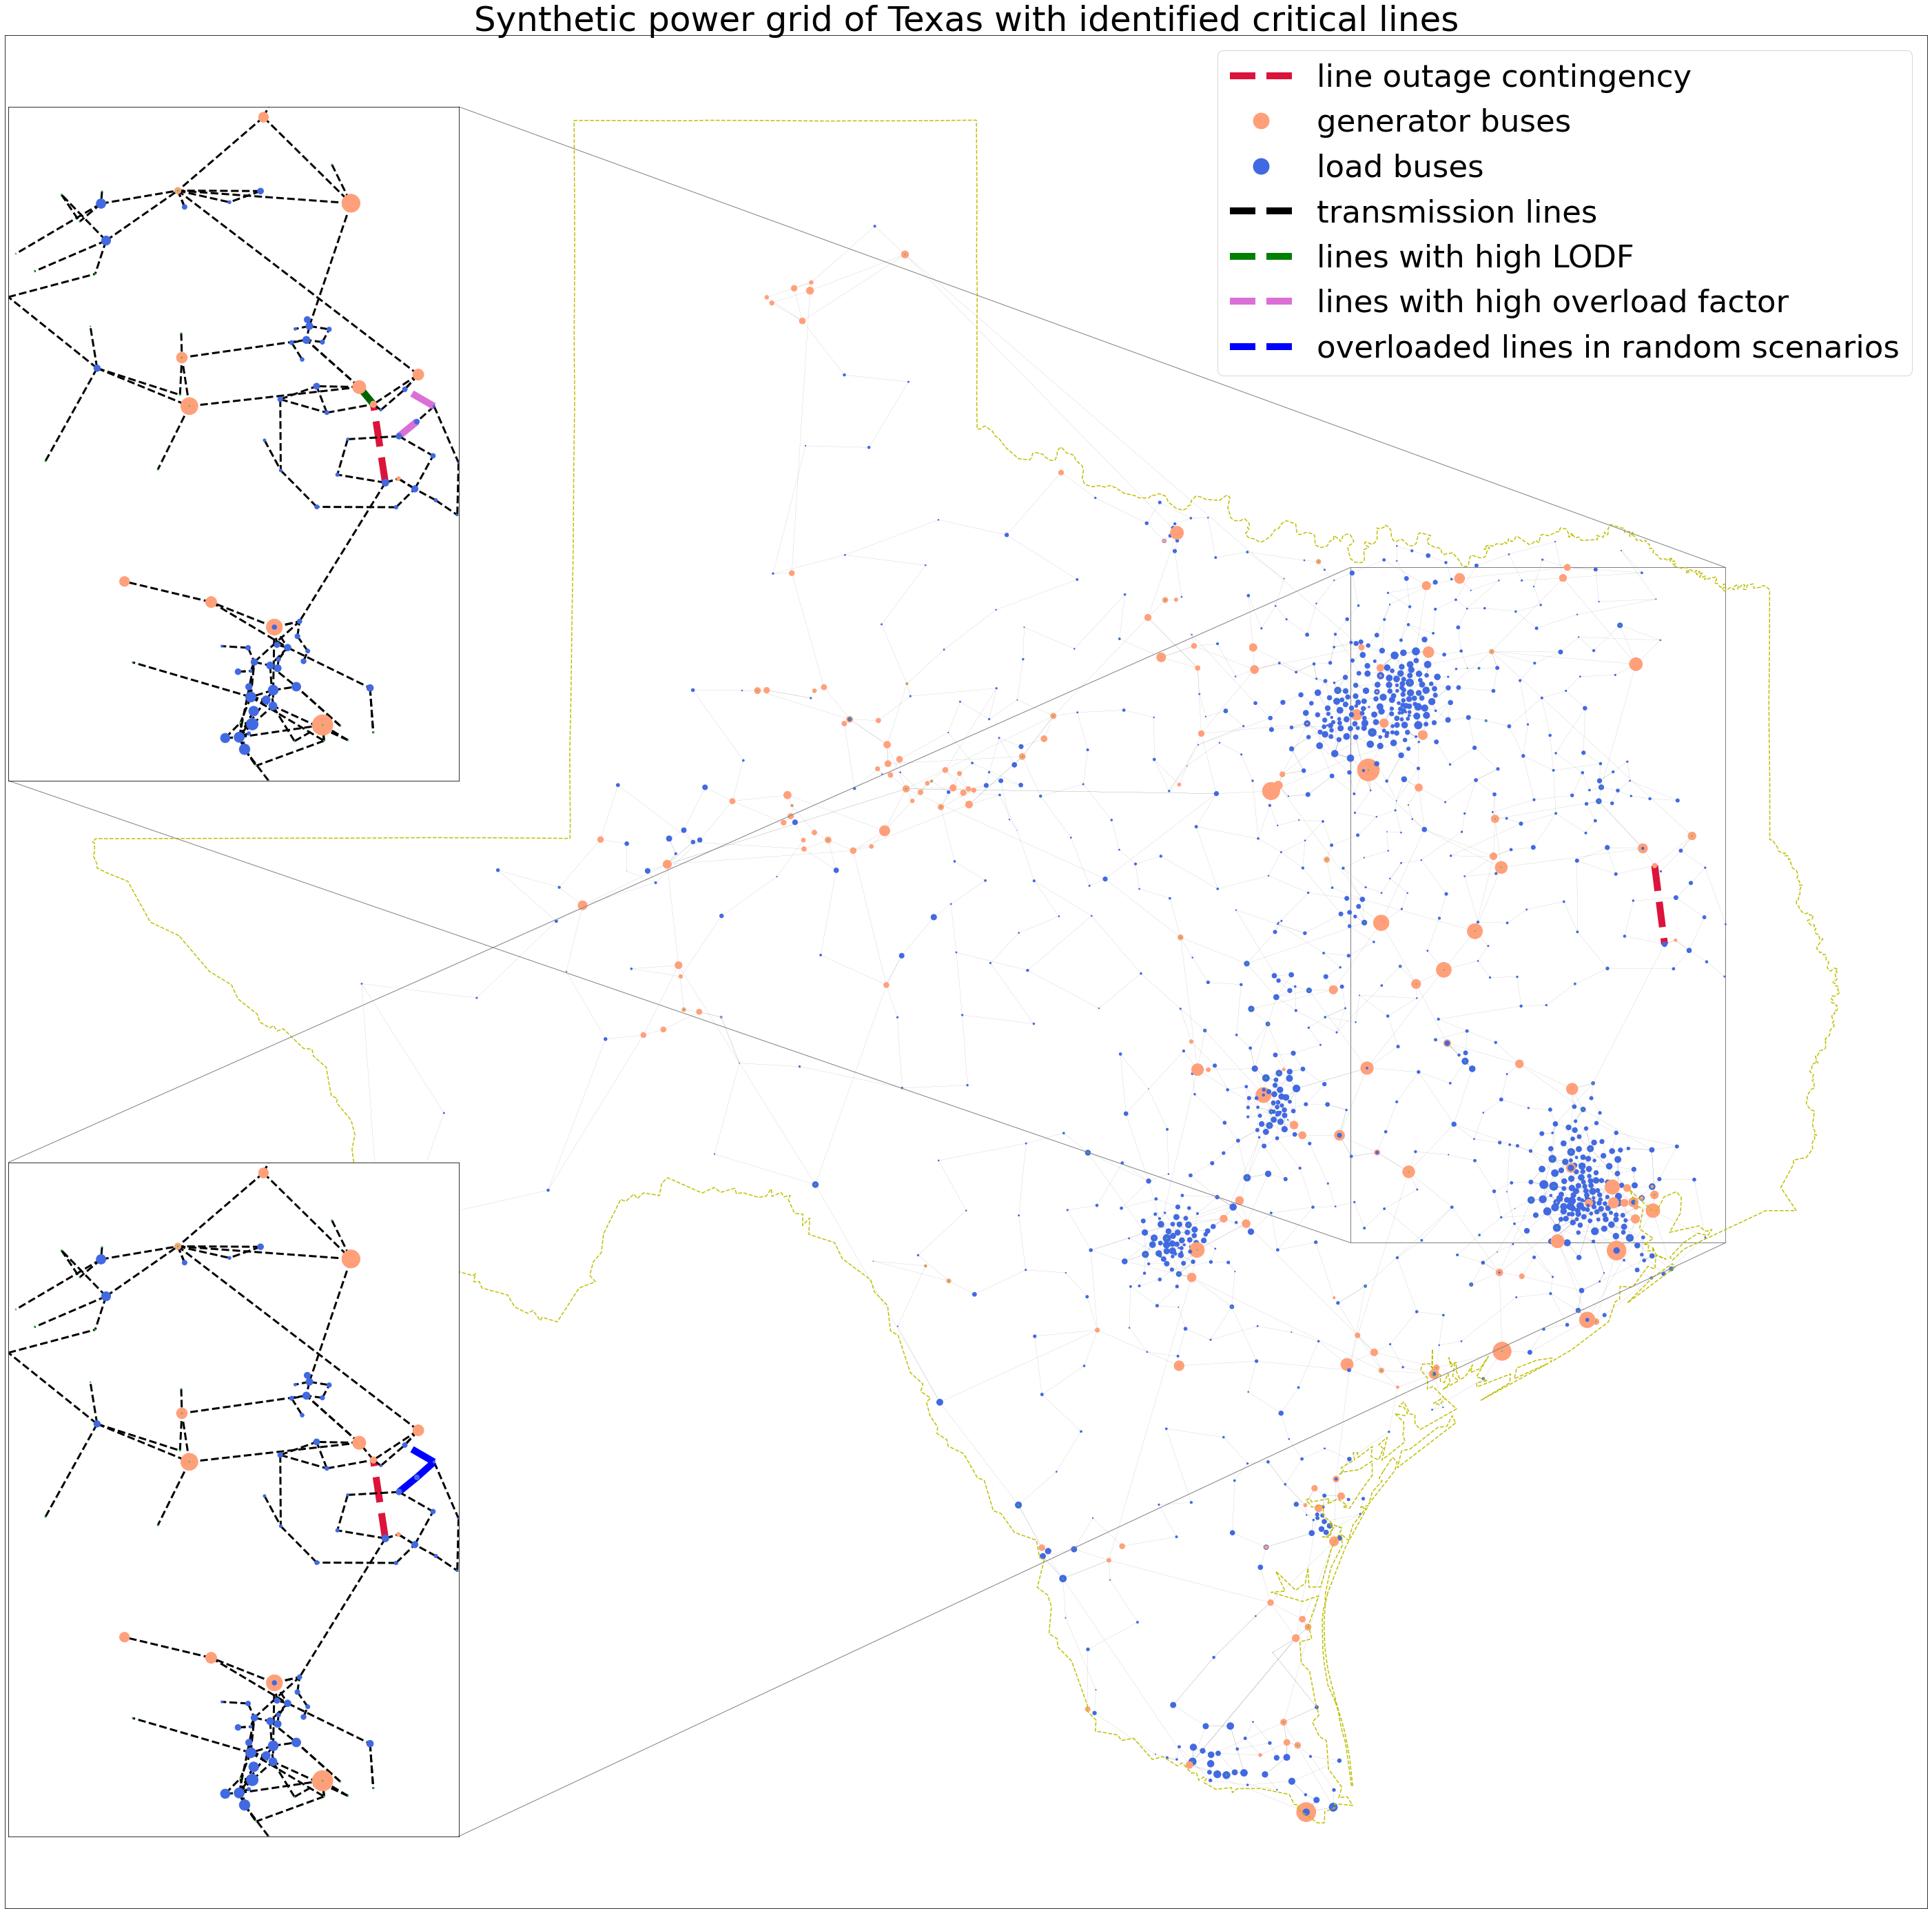 Synthetic power grid of Texas with identified critical lines
line outage contingency
generator buses
load buses
transmission lines
lines with high LODF
lines with high overload factor
overloaded lines in random scenarios